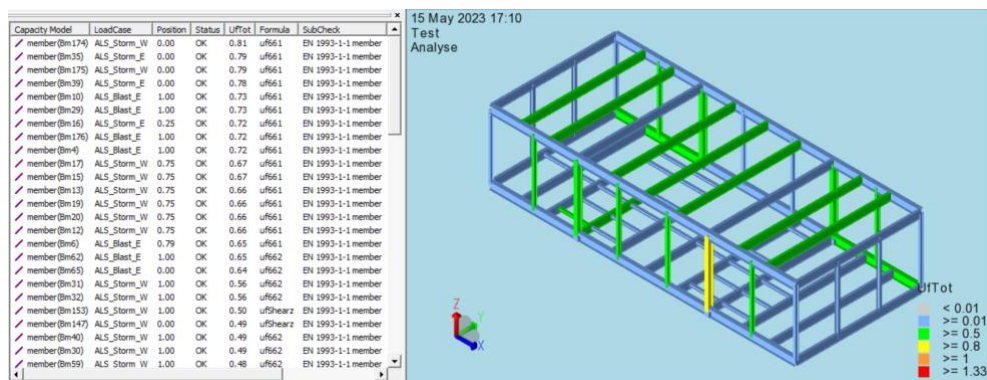 Capacity Model LoadCase Position Status UfTot Formula SubCheck
member(Bm174) ALS_Storm_W 0.00 OK 0.81 uf661 EN 1993-1-1 member
member(Bm35) ALS_Storm_E 0.00 OK 0.79 uf661 EN 1993-1-1 member
member(Bm175) ALS_Storm_W 0.00 OK 0.79 uf661 EN 1993-1-1 member
member(Bm39) ALS_Storm_E 0.00 OK 0.78 uf661 EN 1993-1-1 member
member(Bm10) ALS_Blast_E 1.00 OK 0.73 uf661 EN 1993-1-1 member
member(Bm29) ALS_Blast_E 1.00 OK 0.73 uf661 EN 1993-1-1 member
member(Bm16) ALS_Storm_E 0.25 OK 0.72 uf661 EN 1993-1-1 member
member(Bm176) ALS_Blast_E 1.00 OK 0.72 uf661 EN 1993-1-1 member
member(Bm4) ALS_Blast_E 1.00 OK 0.72 uf661 EN 1993-1-1 member
member(Bm17) ALS_Storm_W 0.75 OK 0.67 uf661 EN 1993-1-1 member
member(Bm15) ALS_Storm_W 0.75 OK 0.67 uf661 EN 1993-1-1 member
member(Bm13) ALS_Storm_W 0.75 OK 0.66 uf661 EN 1993-1-1 member
member(Bm19) ALS_Storm_W 0.75 OK 0.66 uf661 EN 1993-1-1 member
member(Bm20) ALS_Storm_W 0.75 OK 0.66 uf661 EN 1993-1-1 member
member(Bm12) ALS_Storm_W 0.75 OK 0.66 uf661 EN 1993-1-1 member
member(Bm6) ALS_Blast_E 0.79 OK 0.65 uf661 EN 1993-1-1 member
member(Bm62) ALS_Blast_E 1.00 OK 0.65 uf662 EN 1993-1-1 member
member(Bm65) ALS_Blast_E 0.00 OK 0.64 uf662 EN 1993-1-1 member
member(Bm31) ALS_Storm_W 1.00 OK 0.56 uf662 EN 1993-1-1 member
member(Bm32) ALS_Storm_W 1.00 OK 0.56 uf662 EN 1993-1-1 member
member(Bm153) ALS_Storm_W 1.00 OK 0.50 ufShearz EN 1993-1-1 member
member(Bm147) ALS_Storm_W 0.00 OK 0.49 ufShearz EN 1993-1-1 member
member(Bm40) ALS_Storm_W 1.00 OK 0.49 uf662 EN 1993-1-1 member
member(Bm30) ALS_Storm_W 1.00 OK 0.49 uf662 EN 1993-1-1 member
member(Bm59) ALS_Storm_W 1.00 OK 0.48 uf662 EN 1993-1-1 member
15 May 2023 17:10
Test
Analyse
Z
Y
X
UfTot
< 0.01
>= 0.01
>= 0.5
>= 0.8
>= 1
>= 1.33